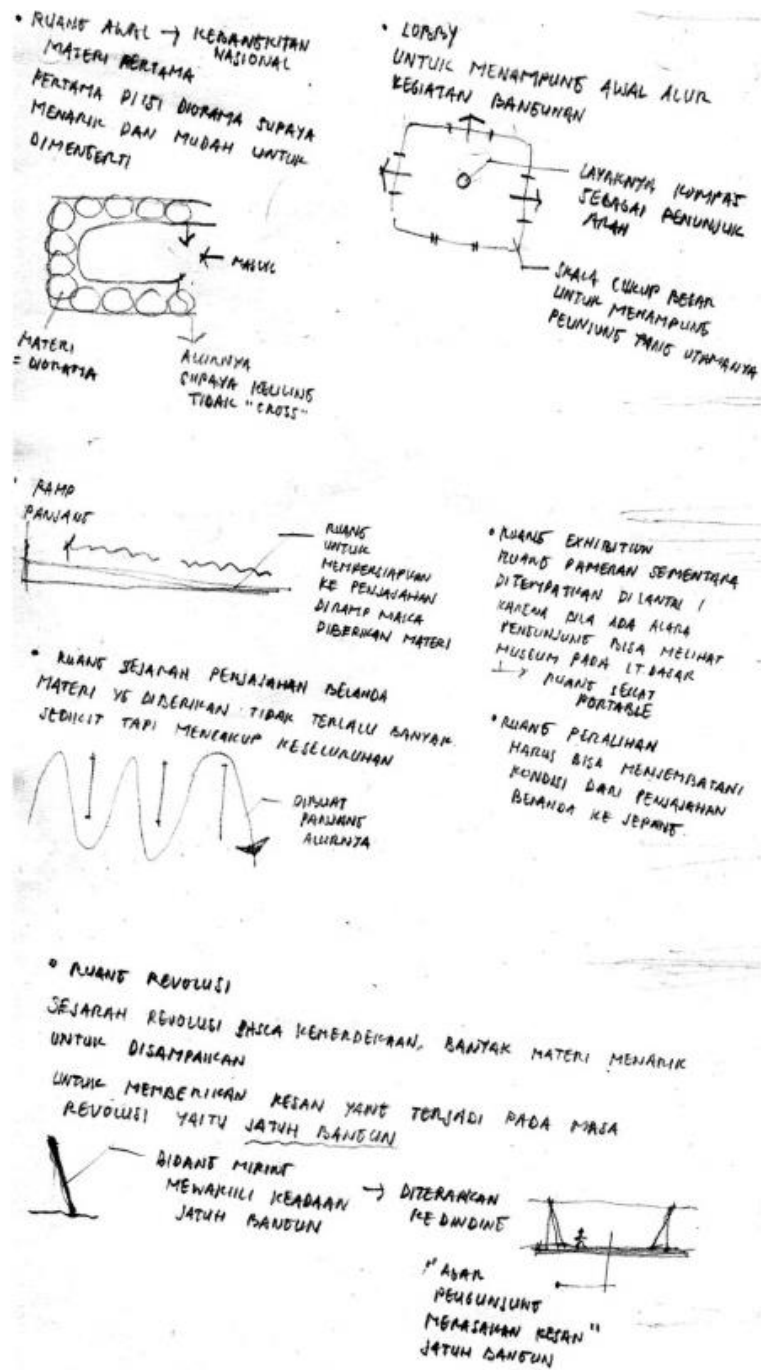 • RUANG AWAL → KEBANGKITAN
NASIONAL
MATERI PERTAMA
PERTAMA DIISI DIORAMA SUPAYA
MENARIK DAN MUDAH UNTUK
DIMENGERTI
MASUK
MATERI
= DIORAMA
ALURNYA
SUPAYA KELILING
TIDAK "CROSS"
• LOBBY
UNTUK MENAMPUNG AWAL ALUR
KEGIATAN BANGUNAN
LAYAKNYA KOMPAS
SEBAGAI PENUNJUK
ARAH
SKALA CUKUP BESAR
UNTUK MENAMPUNG
PEUNJUNG YANG UTAMANYA
RAMP
PANJANG
RUANG
UNTUK
MEMPERSIAPKAN
KE PENJAJAHAN
DIRAMP MAKA
DIBERIKAN MATERI
• RUANG SEJARAH PENJAJAHAN BELANDA
MATERI YG DIBERIKAN TIDAK TERLALU BANYAK
SEDIKIT TAPI MENCAKUP KESELURUHAN
DIBUAT
PANJANG
ALURNYA
• RUANG EXHIBITION
RUANG PAMERAN SEMENTARA
DITEMPATKAN DILANTAI 1
KARENA BILA ADA ACARA
PENGUNJUNG BISA MELIHAT
MUSEUM PADA LT. DASAR
→ RUANG SEKAT
PORTABLE
• RUANG PERALIHAN
HARUS BISA MENJEMBATANI
KONDISI DARI PENJAJAHAN
BELANDA KE JEPANG.
• RUANG REVOLUSI
SEJARAH REVOLUSI PASCA KEMERDEKAAN, BANYAK MATERI MENARIK
UNTUK DISAMPAIKAN
UNTUK MEMBERIKAN KESAN YANG TERJADI PADA MASA
REVOLUSI YAITU JATUH BANGUN
BIDANG MIRING
MEWAKILI KEADAAN
JATUH BANGUN
→ DITERAPKAN
KE DINDING
" AGAR
PENGUNJUNG
MERASAKAN KESAN "
JATUH BANGUN